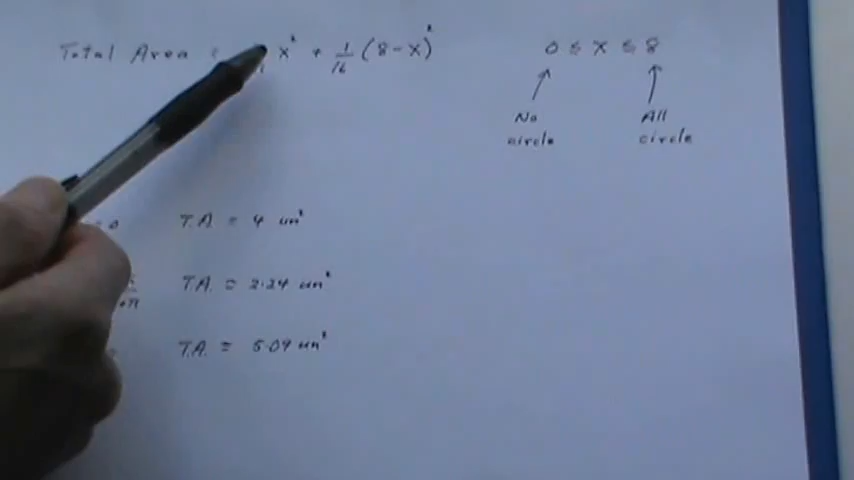 Total Area = x² + 1/16 (8-x)²
0 ≤ x ≤ 8
No circle
All circle
= 0 T.A. = 4 un²
T.A. ≈ 2.24 un²
T.A. ≈ 5.09 un²